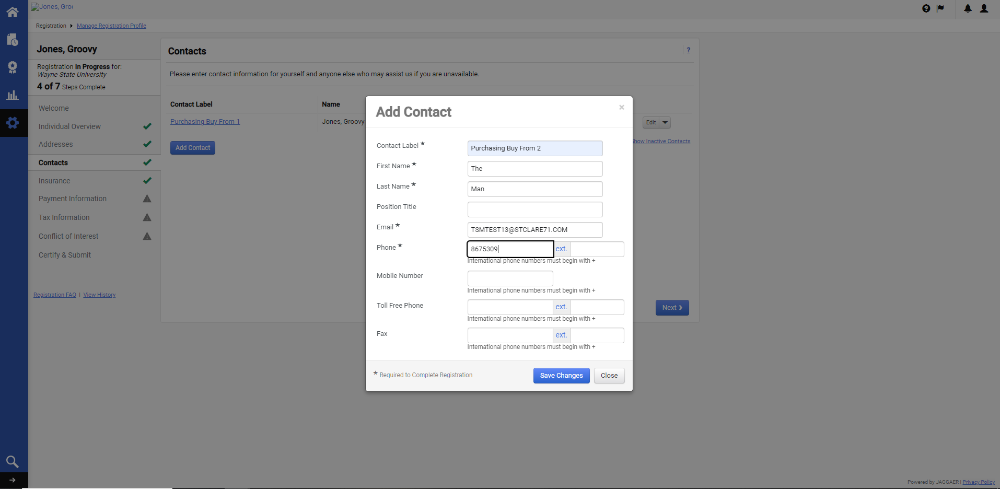 Jones, Groo
Registration Manage Registration Profile
Jones, Groovy
Registration In Progress for:
Wayne State University
4 of 7 Steps Complete
Welcome
Individual Overview
Addresses
Contacts
Insurance
Payment Information
Tax Information
Conflict of Interest
Certify & Submit
Registration FAQ | View History
Contacts
?
Please enter contact information for yourself and anyone else who may assist us if you are unavailable.
Contact Label Name
Purchasing Buy From 1 Jones, Groovy Edit
Add Contact
Show Inactive Contacts
Next
Add Contact
×
Contact Label ★ Purchasing Buy From 2
First Name ★ The
Last Name ★ Man
Position Title
Email ★ TSMTEST13@STCLARE71.COM
Phone ★ 8675309 ext.
International phone numbers must begin with +
Mobile Number
International phone numbers must begin with +
Toll Free Phone ext.
International phone numbers must begin with +
Fax ext.
International phone numbers must begin with +
★ Required to Complete Registration
Save Changes Close
Powered by JAGGAER | Privacy Policy